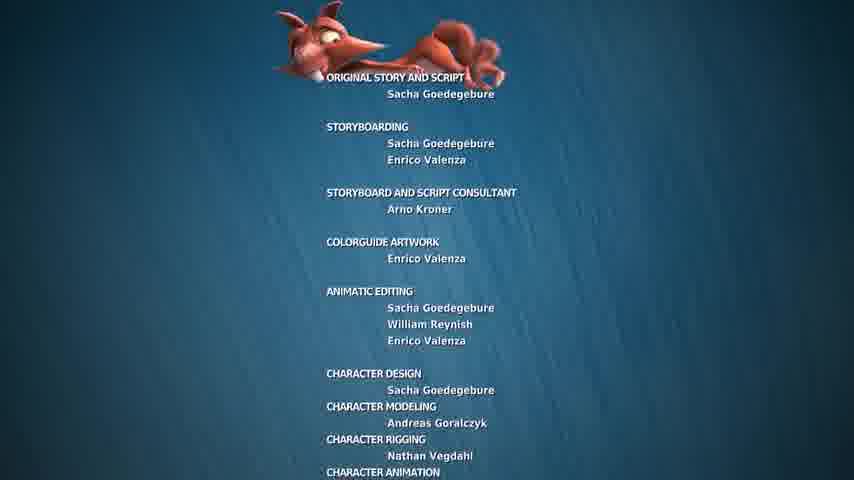 ORIGINAL STORY AND SCRIPT
Sacha Goedegebure
STORYBOARDING
Sacha Goedegebure
Enrico Valenza
STORYBOARD AND SCRIPT CONSULTANT
Arno Kroner
COLORGUIDE ARTWORK
Enrico Valenza
ANIMATIC EDITING
Sacha Goedegebure
William Reynish
Enrico Valenza
CHARACTER DESIGN
Sacha Goedegebure
CHARACTER MODELING
Andreas Goralczyk
CHARACTER RIGGING
Nathan Vegdahl
CHARACTER ANIMATION